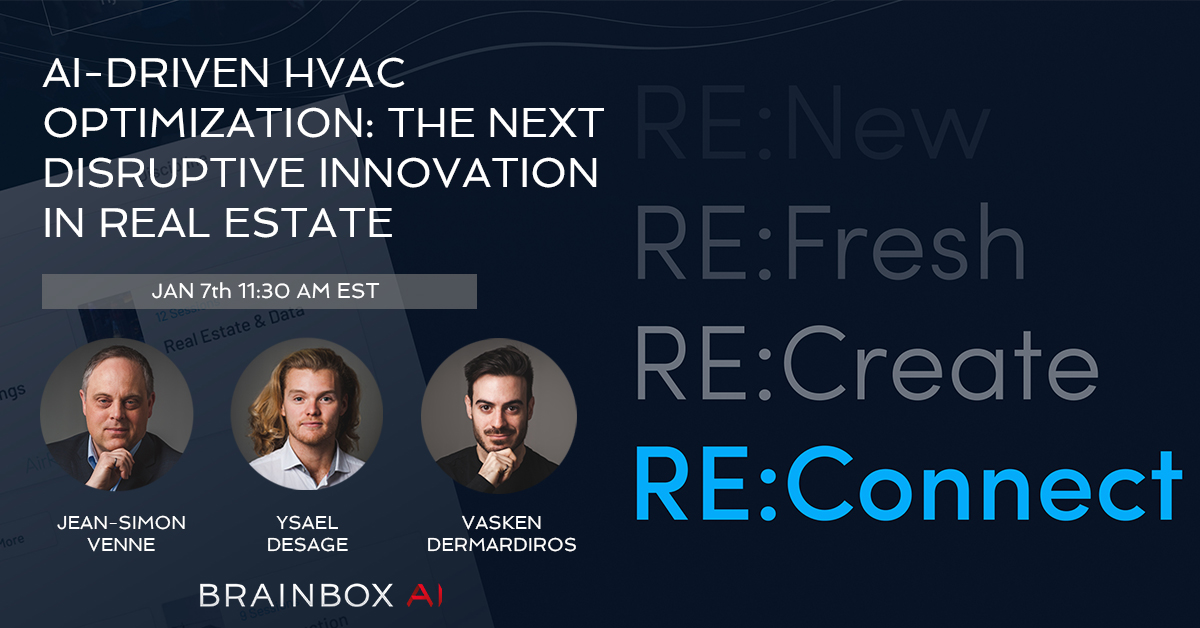 AI-DRIVEN HVAC
OPTIMIZATION: THE NEXT
DISRUPTIVE INNOVATION
IN REAL ESTATE
JAN 7th 11:30 AM EST
Real Estate & Data
JEAN-SIMON
VENNE
YSAEL
DESAGE
VASKEN
DERMARDIROS
BRAINBOX AI
RE:New
RE:Fresh
RE:Create
RE:Connect